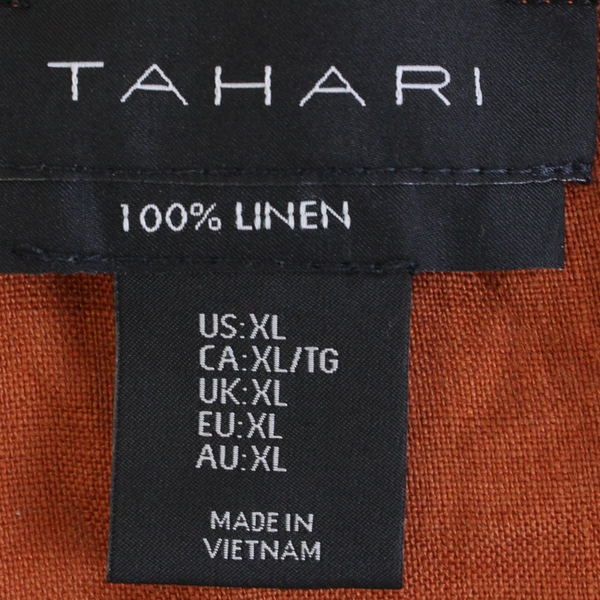 TAHARI
100% LINEN
US:XL
CA:XL/TG
UK:XL
EU:XL
AU:XL
MADE IN
VIETNAM